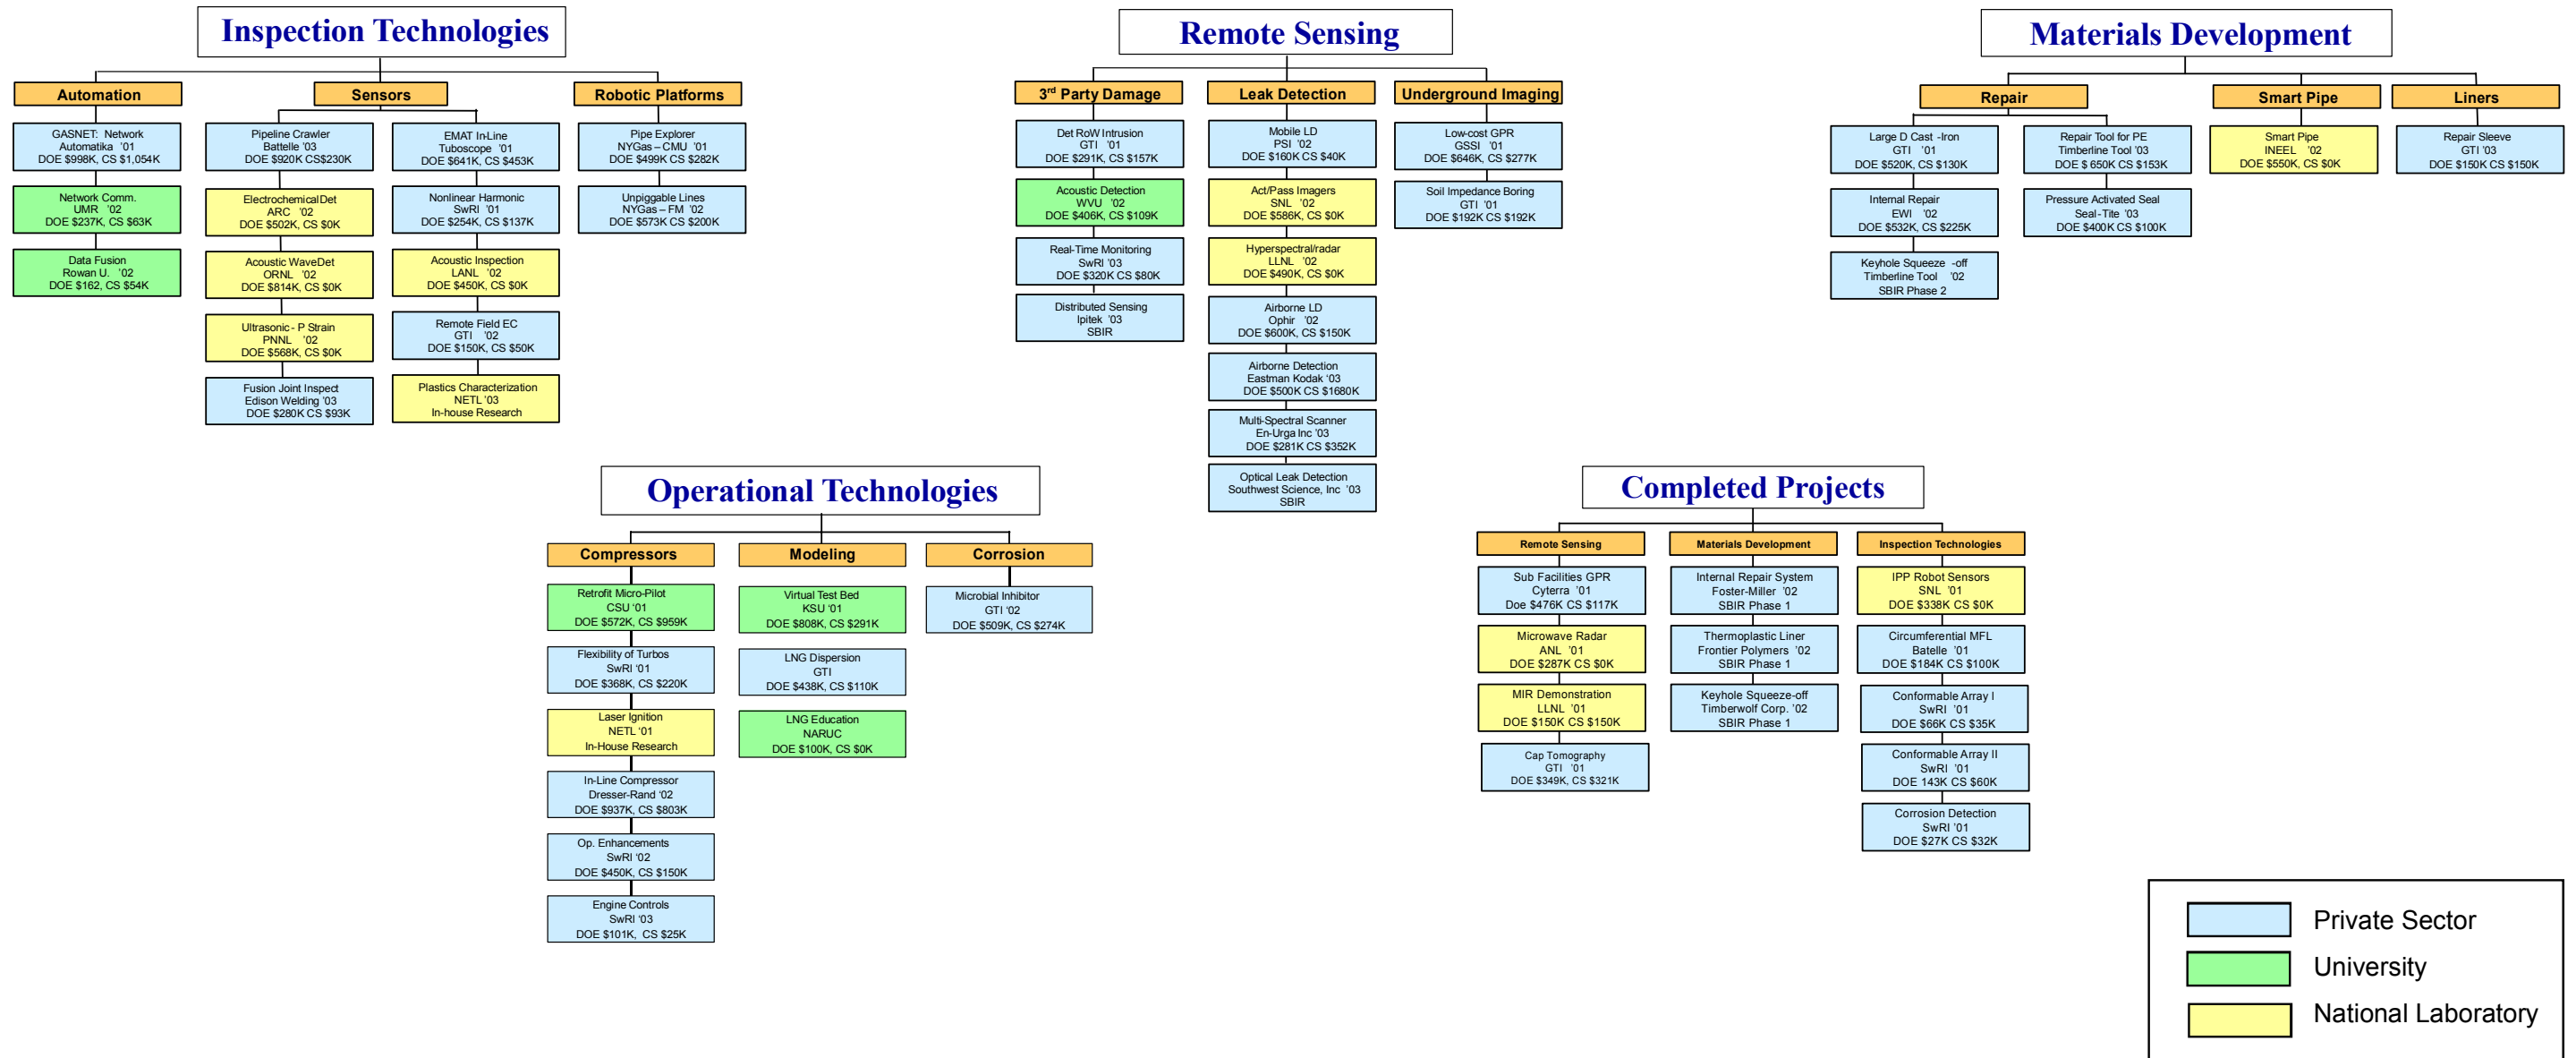 Inspection Technologies
Automation
GASNET:  Network
Automatika  '01
DOE $998K, CS $1,054K
Network Comm.
UMR  '02
DOE $237K, CS $63K
Data Fusion
Rowan U.  '02
DOE $162, CS $54K
Sensors
Pipeline Crawler
Battelle '03
DOE $920K CS$230K
ElectrochemicalDet
ARC  '02
DOE $502K, CS $0K
Acoustic WaveDet
ORNL  '02
DOE $814K, CS $0K
Ultrasonic - P Strain
PNNL  '02
DOE $568K, CS $0K
Fusion Joint Inspect
Edison Welding '03
DOE $280K CS $93K
EMAT In-Line
Tuboscope  '01
DOE $641K, CS $453K
Nonlinear Harmonic
SwRI  '01
DOE $254K, CS $137K
Acoustic Inspection
LANL  '02
DOE $450K, CS $0K
Remote Field EC
GTI  '02
DOE $150K, CS $50K
Plastics Characterization
NETL '03
In-house Research
Robotic Platforms
Pipe Explorer
NYGas – CMU  '01
DOE $499K, CS $282K
Unpiggable Lines
NYGas – FM  '02
DOE $573K, CS $200K
Remote Sensing
3rd Party Damage
Det RoW Intrusion
GTI  '01
DOE $291K, CS $157K
Acoustic Detection
WVU  '02
DOE $406K, CS $109K
Real-Time Monitoring
SwRI '03
DOE $320K CS $80K
Distributed Sensing
Ipitek '03
SBIR
Leak Detection
Mobile LD
PSI  '02
DOE $160K CS $40K
Act/Pass Imagers
SNL  '02
DOE $586K, CS $0K
Hyperspectral/radar
LLNL  '02
DOE $490K, CS $0K
Airborne LD
Ophir  '02
DOE $600K, CS $150K
Airborne Detection
Eastman Kodak '03
DOE $500K CS $1680K
Multi-Spectral Scanner
En-Urga Inc '03
DOE $281K CS $352K
Optical Leak Detection
Southwest Science, Inc  '03
SBIR
Underground Imaging
Low-cost GPR
GSSI  '01
DOE $646K, CS $277K
Soil Impedance Boring
GTI  '01
DOE $192K CS $192K
Materials Development
Repair
Large D Cast -Iron
GTI  '01
DOE $520K, CS $130K
Internal Repair
EWI  '02
DOE $532K, CS $225K
Keyhole Squeeze -off
Timberline Tool  '02
SBIR Phase 2
Repair Tool for PE
Timberline Tool '03
DOE $ 650K CS $153K
Pressure Activated Seal
Seal-Tite '03
DOE $400K CS $100K
Smart Pipe
Smart Pipe
INEEL  '02
DOE $550K, CS $0K
Liners
Repair Sleeve
GTI '03
DOE $150K CS $150K
Operational Technologies
Compressors
Retrofit Micro-Pilot
CSU '01
DOE $572K, CS $959K
Flexibility of Turbos
SwRI '01
DOE $368K, CS $220K
Laser Ignition
NETL '01
In-House Research
In-Line Compressor
Dresser-Rand '02
DOE $937K, CS $803K
Op. Enhancements
SwRI '02
DOE $450K, CS $150K
Engine Controls
SwRI '03
DOE $101K,  CS $25K
Modeling
Virtual Test Bed
KSU '01
DOE $808K, CS $291K
LNG Dispersion
GTI
DOE $438K, CS $110K
LNG Education
NARUC
DOE $100K, CS $0K
Corrosion
Microbial Inhibitor
GTI '02
DOE $509K, CS $274K
Completed Projects
Remote Sensing
Sub Facilities GPR
Cyterra  '01
Doe $476K CS $117K
Microwave Radar
ANL  '01
DOE $287K CS $0K
MIR Demonstration
LLNL  '01
DOE $150K CS $150K
Cap Tomography
GTI  '01
DOE $349K, CS $321K
Materials Development
Internal Repair System
Foster-Miller  '02
SBIR Phase 1
Thermoplastic Liner
Frontier Polymers  '02
SBIR Phase 1
Keyhole Squeeze-off
Timberwolf Corp. '02
SBIR Phase 1
Inspection Technologies
IPP Robot Sensors
SNL  '01
DOE $338K CS $0K
Circumferential MFL
Batelle  '01
DOE $184K CS $100K
Conformable Array I
SwRI  '01
DOE $66K CS $35K
Conformable Array II
SwRI  '01
DOE 143K CS $60K
Corrosion Detection
SwRI  '01
DOE $27K CS $32K
Private Sector
University
National Laboratory